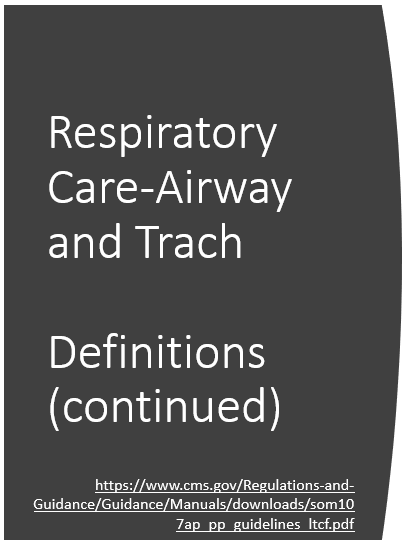 Respiratory
Care-Airway
and Trach
Definitions
(continued)
https://www.cms.gov/Regulations-and-
Guidance/Guidance/Manuals/downloads/som10
7ap_pp_guidelines_ltcf.pdf